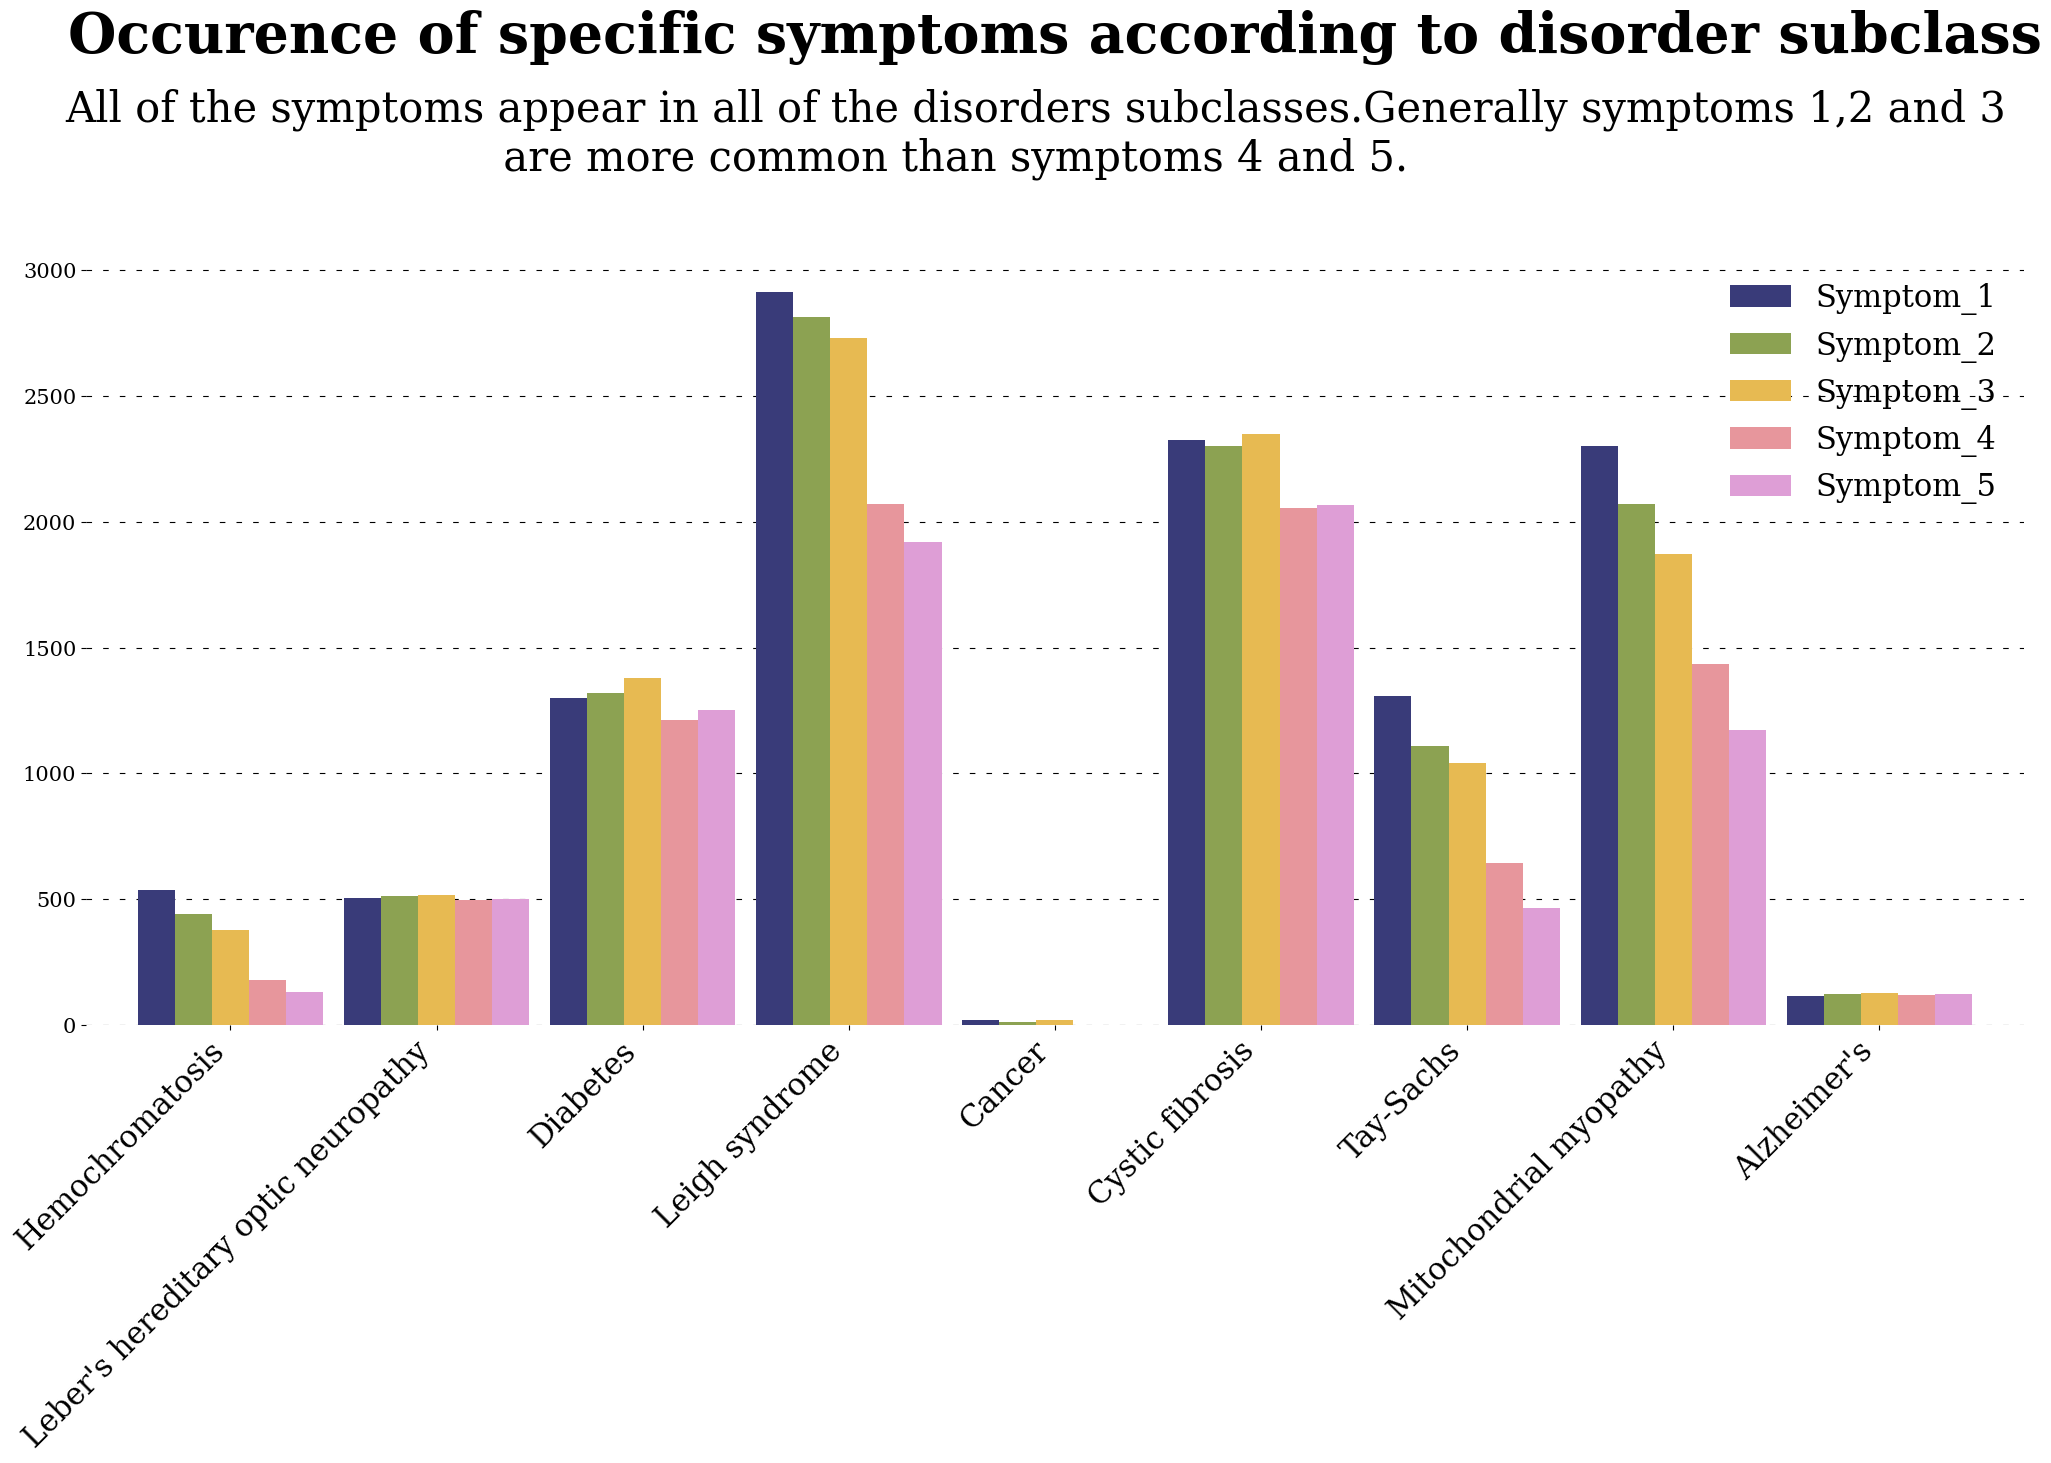 Occurence of specific symptoms according to disorder subclass
All of the symptoms appear in all of the disorders subclasses.Generally symptoms 1,2 and 3
are more common than symptoms 4 and 5.
3000
2500
2000
1500
1000
500
0
Symptom_1
Symptom_2
Symptom_3
Symptom_4
Symptom_5
Hemochromatosis
Leber's hereditary optic neuropathy
Diabetes
Leigh syndrome
Cancer
Cystic fibrosis
Tay-Sachs
Mitochondrial myopathy
Alzheimer's